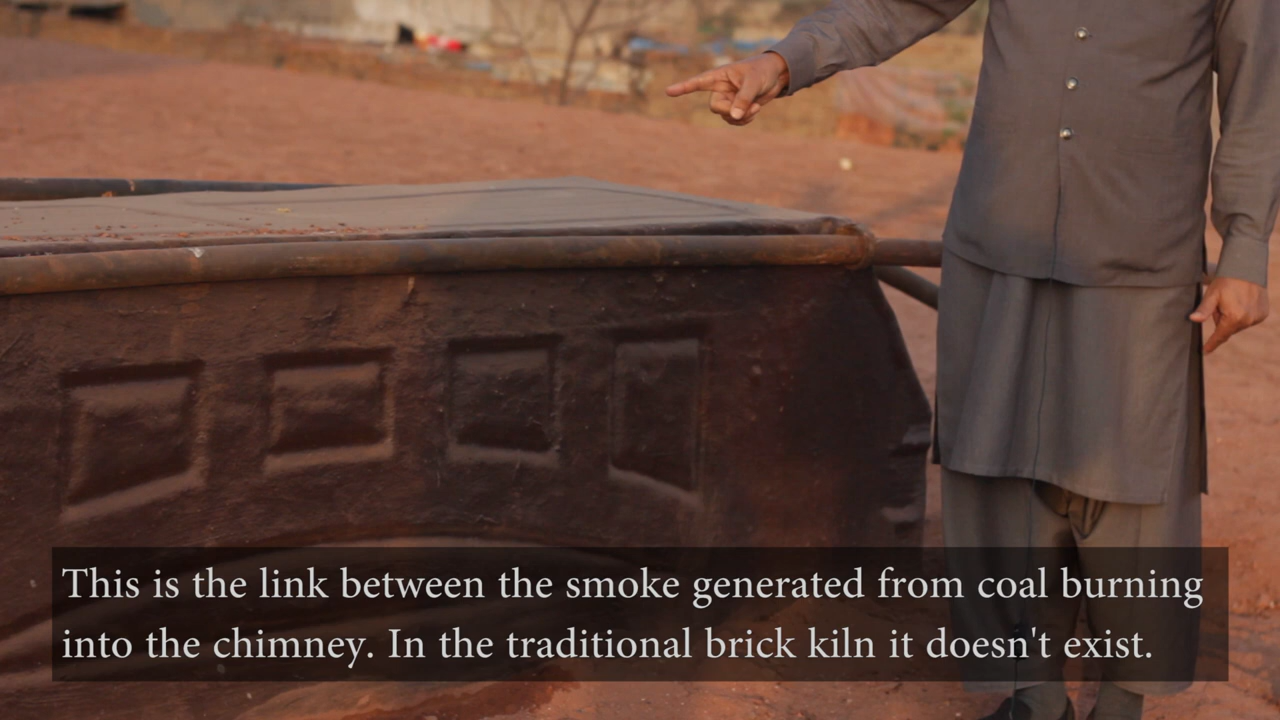 This is the link between the smoke generated from coal burning
into the chimney. In the traditional brick kiln it doesn't exist.